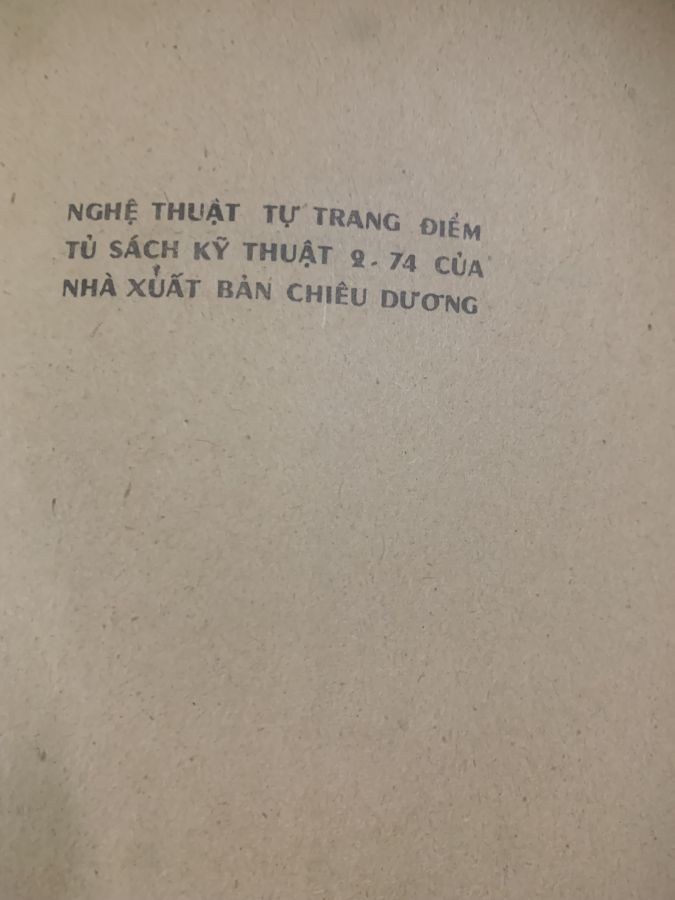 NGHỆ THUẬT TỰ TRANG ĐIỂM
TỦ SÁCH KỸ THUẬT 2-74 CỦA
NHÀ XUẤT BẢN CHIÊU DƯƠNG